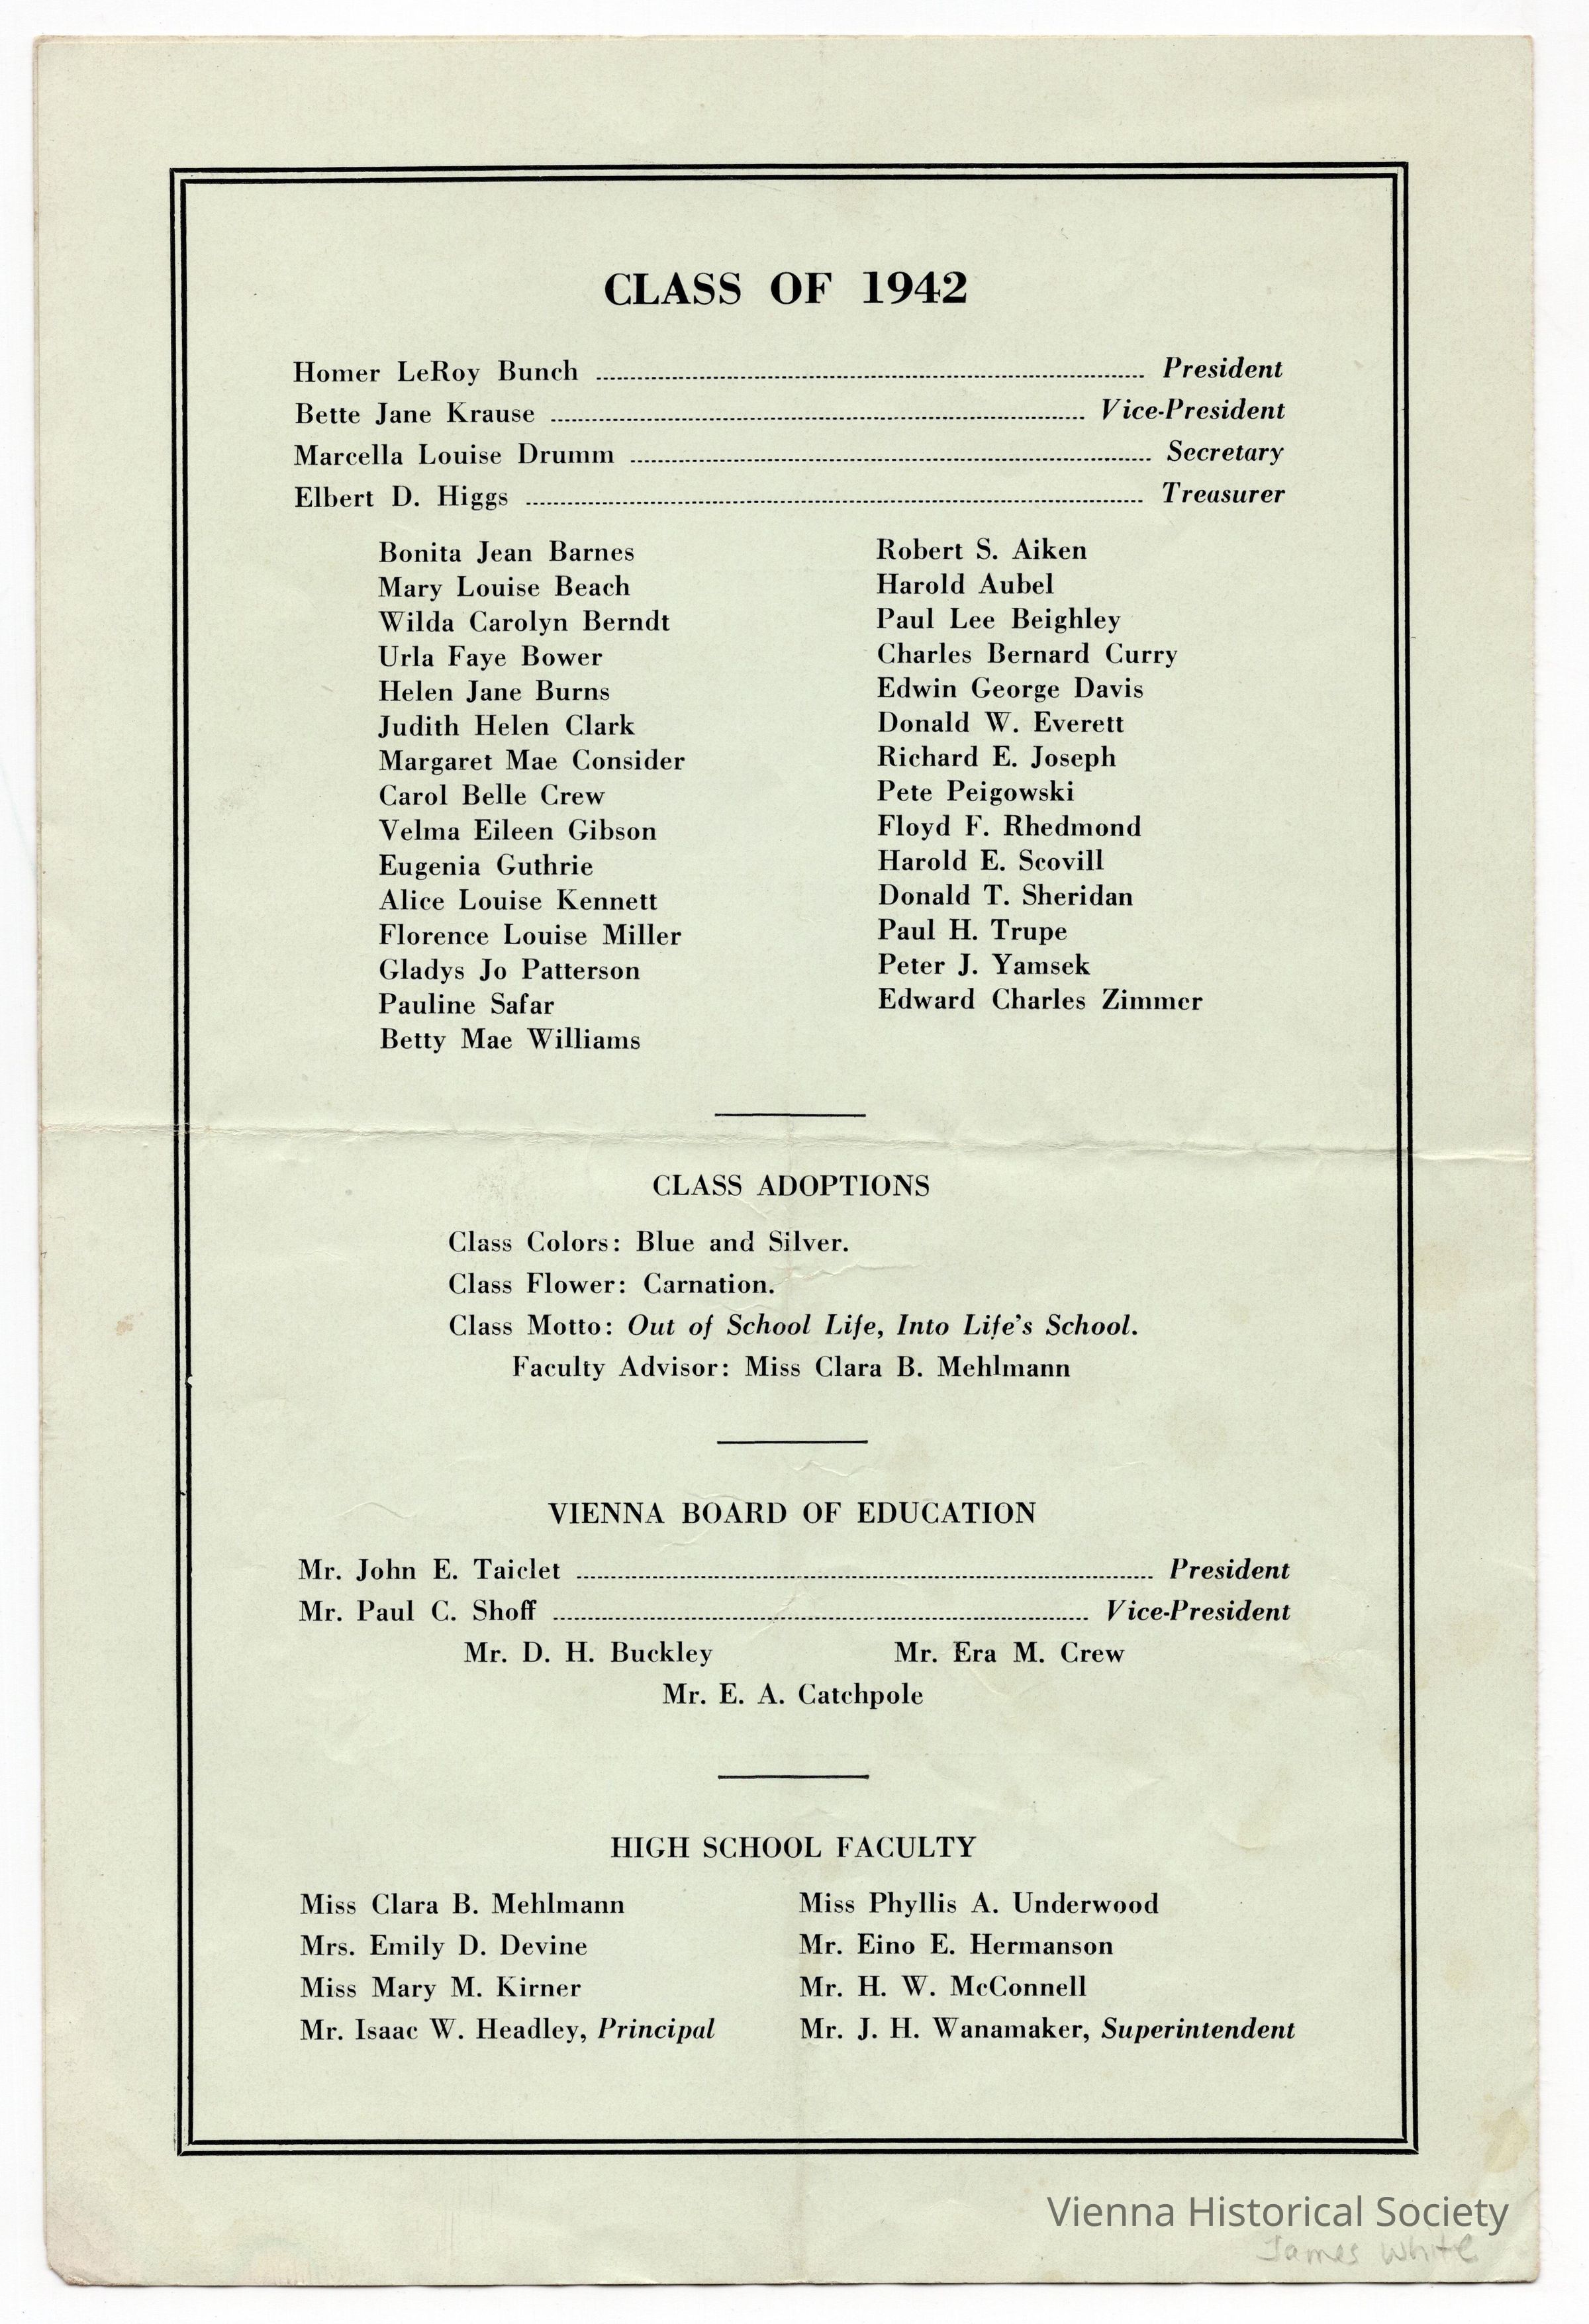 CLASS OF 1942
Homer LeRoy Bunch ........ President
Bette Jane Krause ........ Vice-President
Marcella Louise Drumm ........ Secretary
Elbert D. Higgs ........ Treasurer
Bonita Jean Barnes
Mary Louise Beach
Wilda Carolyn Berndt
Urla Faye Bower
Helen Jane Burns
Judith Helen Clark
Margaret Mae Consider
Carol Belle Crew
Velma Eileen Gibson
Eugenia Guthrie
Alice Louise Kennett
Florence Louise Miller
Gladys Jo Patterson
Pauline Safar
Betty Mae Williams
Robert S. Aiken
Harold Aubel
Paul Lee Beighley
Charles Bernard Curry
Edwin George Davis
Donald W. Everett
Richard E. Joseph
Pete Peigowski
Floyd F. Rhedmond
Harold E. Scovill
Donald T. Sheridan
Paul H. Trupe
Peter J. Yamsek
Edward Charles Zimmer
CLASS ADOPTIONS
Class Colors: Blue and Silver.
Class Flower: Carnation.
Class Motto: Out of School Life, Into Life's School.
Faculty Advisor: Miss Clara B. Mehlmann
VIENNA BOARD OF EDUCATION
Mr. John E. Taiclet ........ President
Mr. Paul C. Shoff ........ Vice-President
Mr. D. H. Buckley Mr. Era M. Crew
Mr. E. A. Catchpole
HIGH SCHOOL FACULTY
Miss Clara B. Mehlmann
Mrs. Emily D. Devine
Miss Mary M. Kirner
Mr. Isaac W. Headley, Principal
Miss Phyllis A. Underwood
Mr. Eino E. Hermanson
Mr. H. W. McConnell
Mr. J. H. Wanamaker, Superintendent
Vienna Historical Society
James White